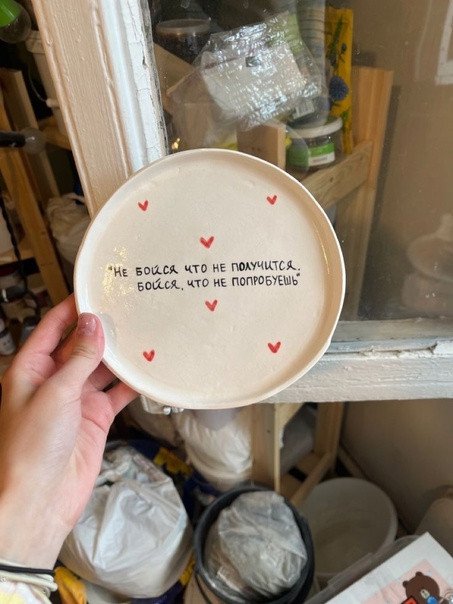 "НЕ БОЙСЯ ЧТО НЕ ПОЛУЧИТСЯ,
БОЙСЯ, ЧТО НЕ ПОПРОБУЕШЬ"